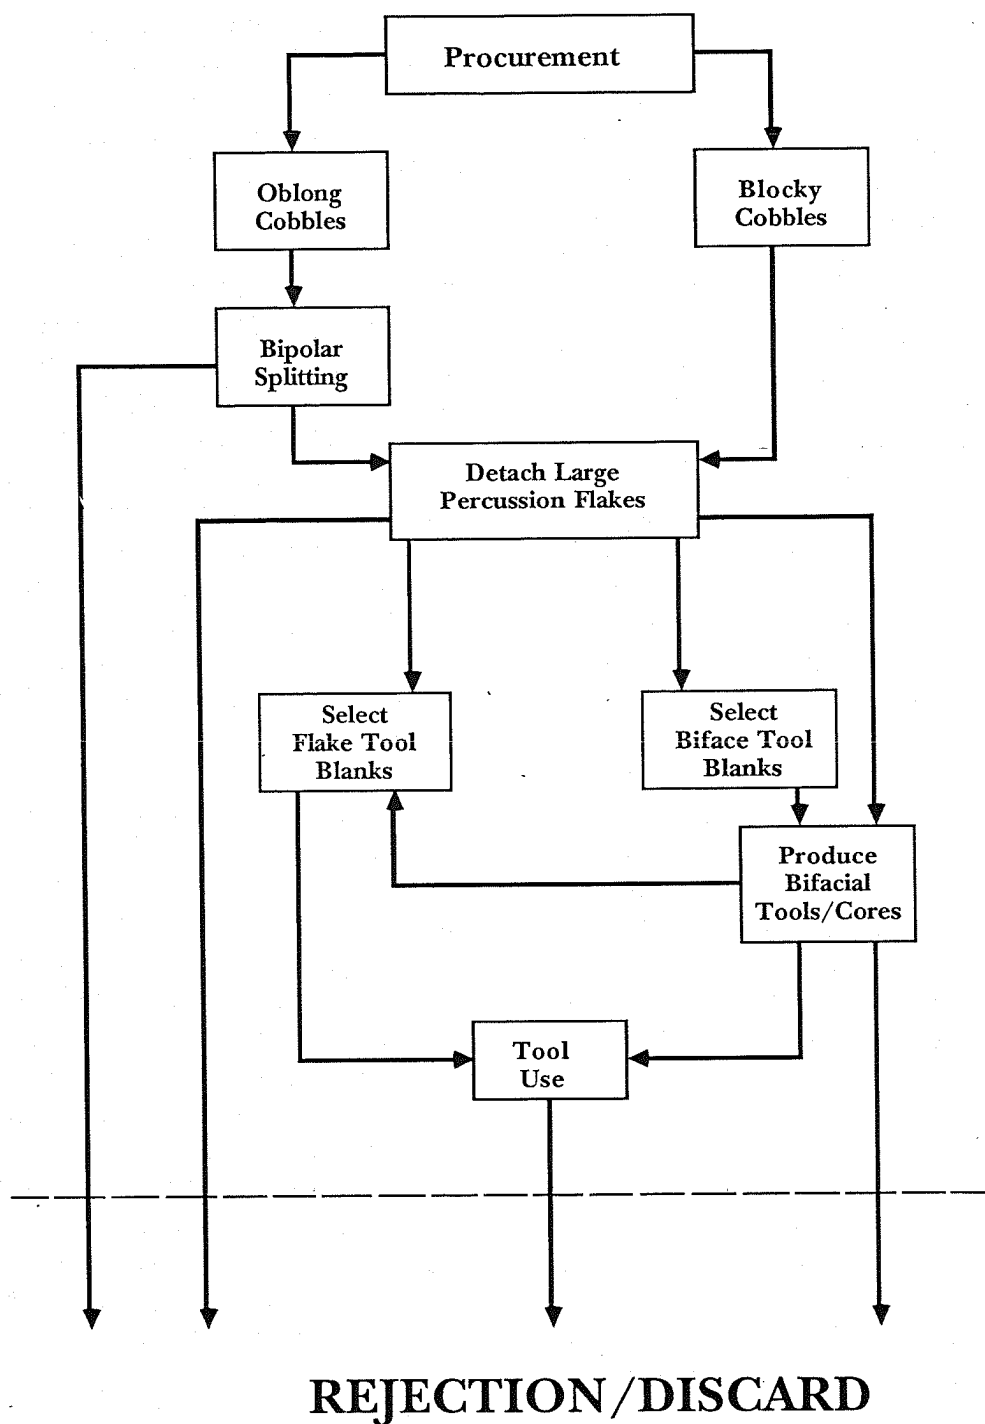 Procurement
Oblong
Cobbles
Blocky
Cobbles
Bipolar
Splitting
Detach Large
Percussion Flakes
Select
Flake Tool
Blanks
Select
Biface Tool
Blanks
Produce
Bifacial
Tools/Cores
Tool
Use
REJECTION/DISCARD